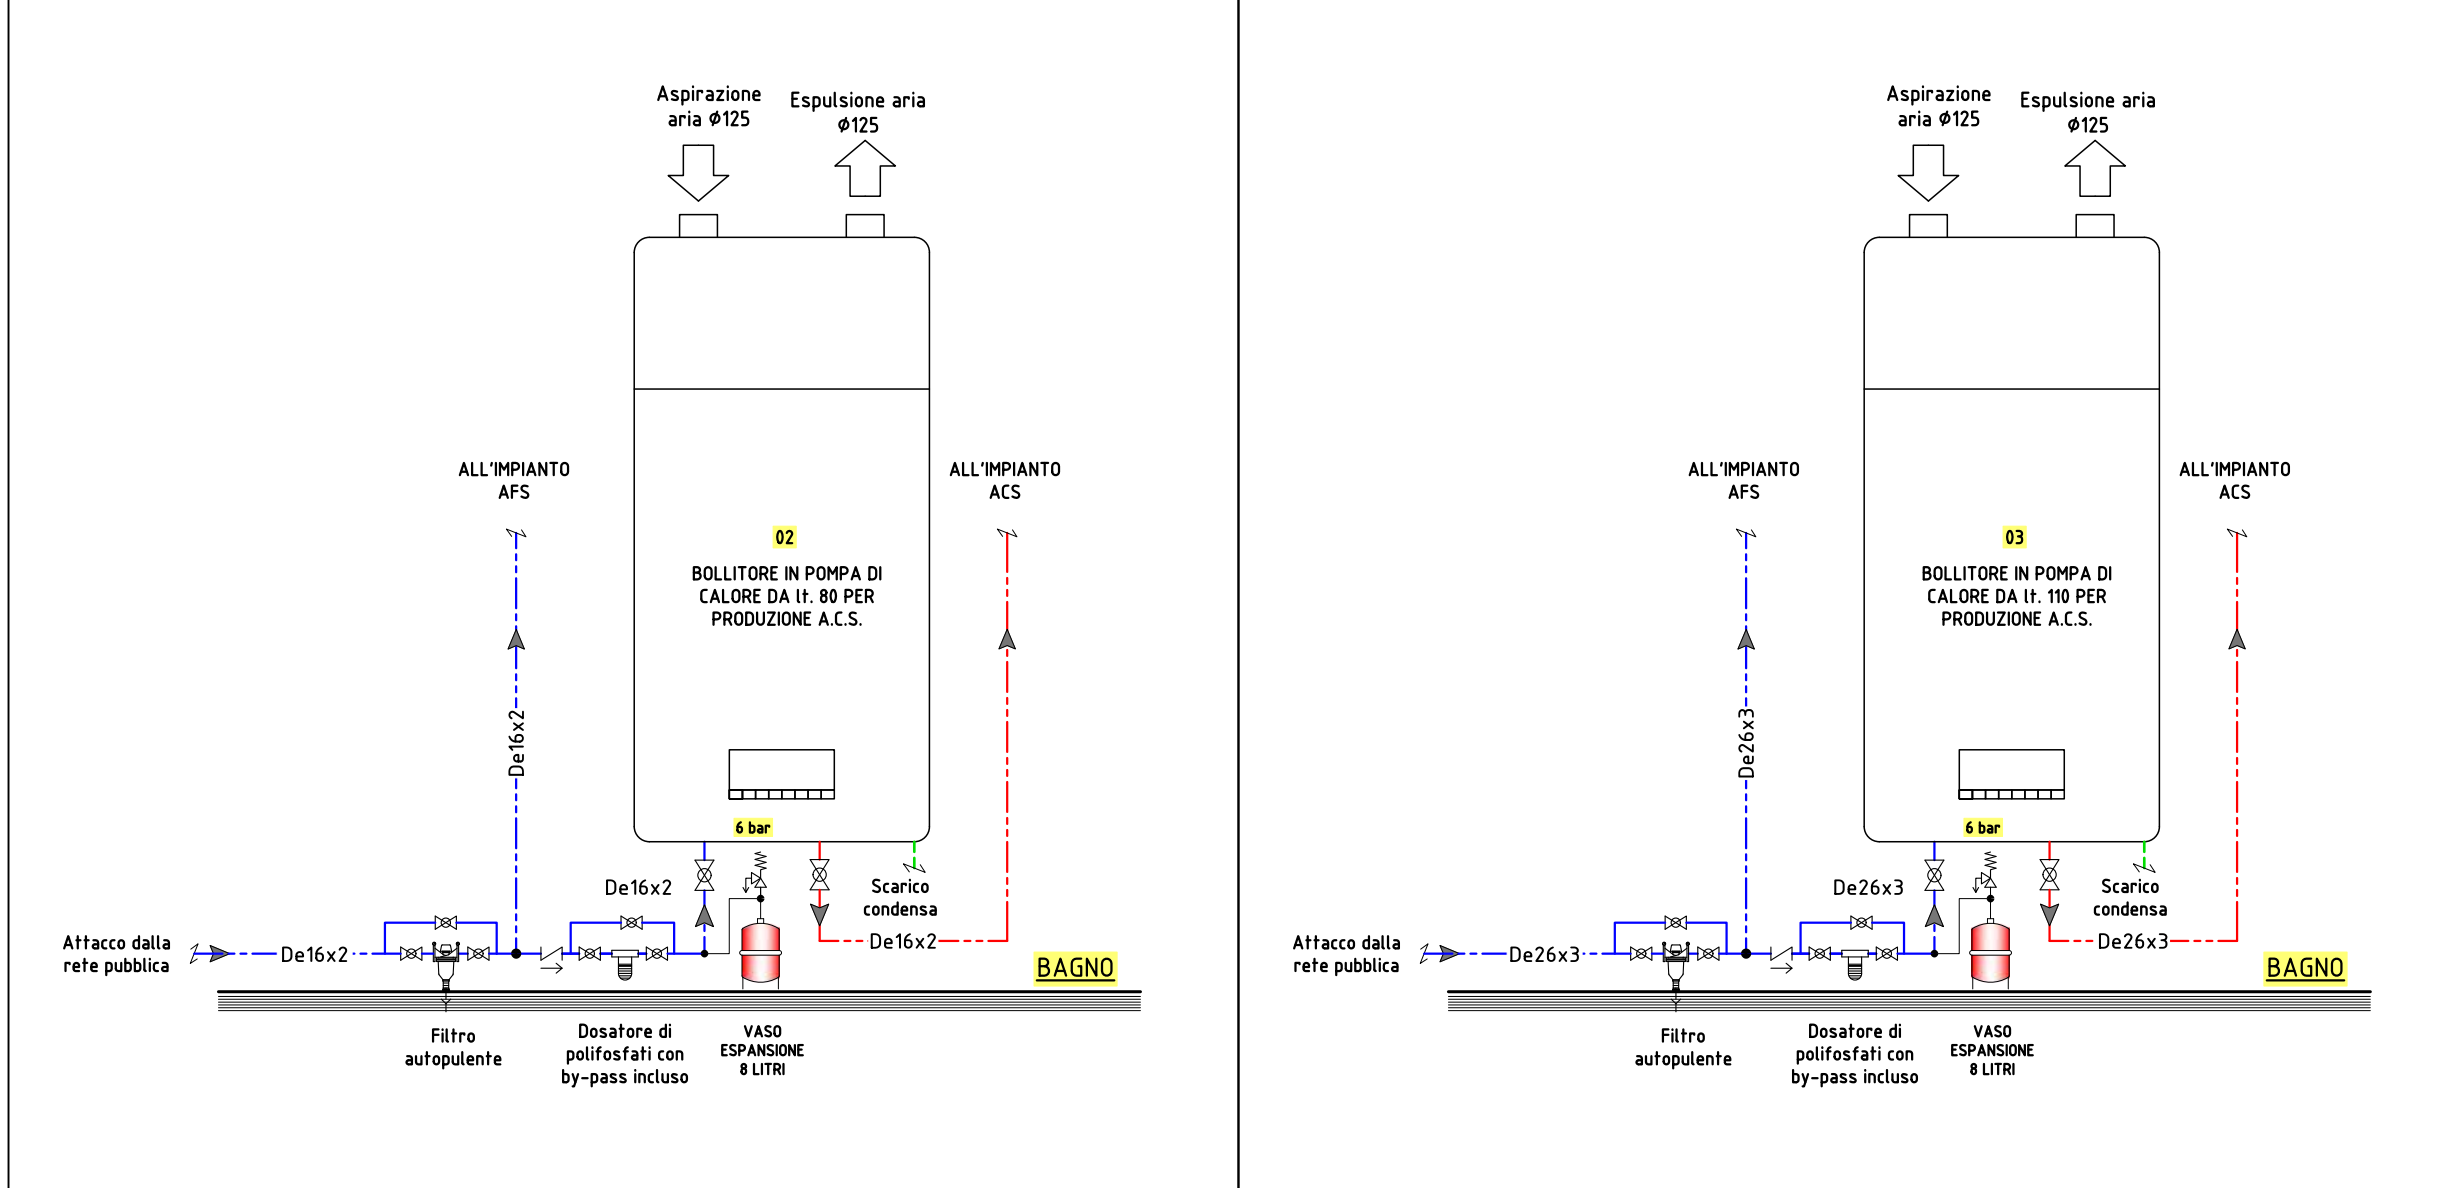 Aspirazione
aria Ø125
Espulsione aria
Ø125
ALL'IMPIANTO
AFS
ALL'IMPIANTO
ACS
02
BOLLITORE IN POMPA DI
CALORE DA lt. 80 PER
PRODUZIONE A.C.S.
De16x2
6 bar
De16x2
Scarico
condensa
Attacco dalla
rete pubblica
De16x2
De16x2
BAGNO
Filtro
autopulente
Dosatore di
polifosfati con
by-pass incluso
VASO
ESPANSIONE
8 LITRI
Aspirazione
aria Ø125
Espulsione aria
Ø125
ALL'IMPIANTO
AFS
ALL'IMPIANTO
ACS
03
BOLLITORE IN POMPA DI
CALORE DA lt. 110 PER
PRODUZIONE A.C.S.
De26x3
6 bar
De26x3
Scarico
condensa
Attacco dalla
rete pubblica
De26x3
De26x3
BAGNO
Filtro
autopulente
Dosatore di
polifosfati con
by-pass incluso
VASO
ESPANSIONE
8 LITRI